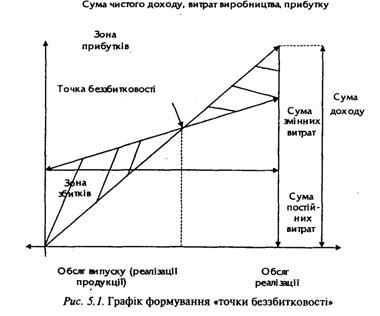 Сума чистого доходу, витрат виробництва, прибутку
Зона
прибутків
Точка беззбитковості
Сума
змінних
витрат
Сума
доходу
Зона
збитків
Сума
постій-
них
витрат
Обсяг випуску (реалізації
продукції)
Обсяг
реалізації
Рис. 5.1. Графік формування «точки беззбитковості»